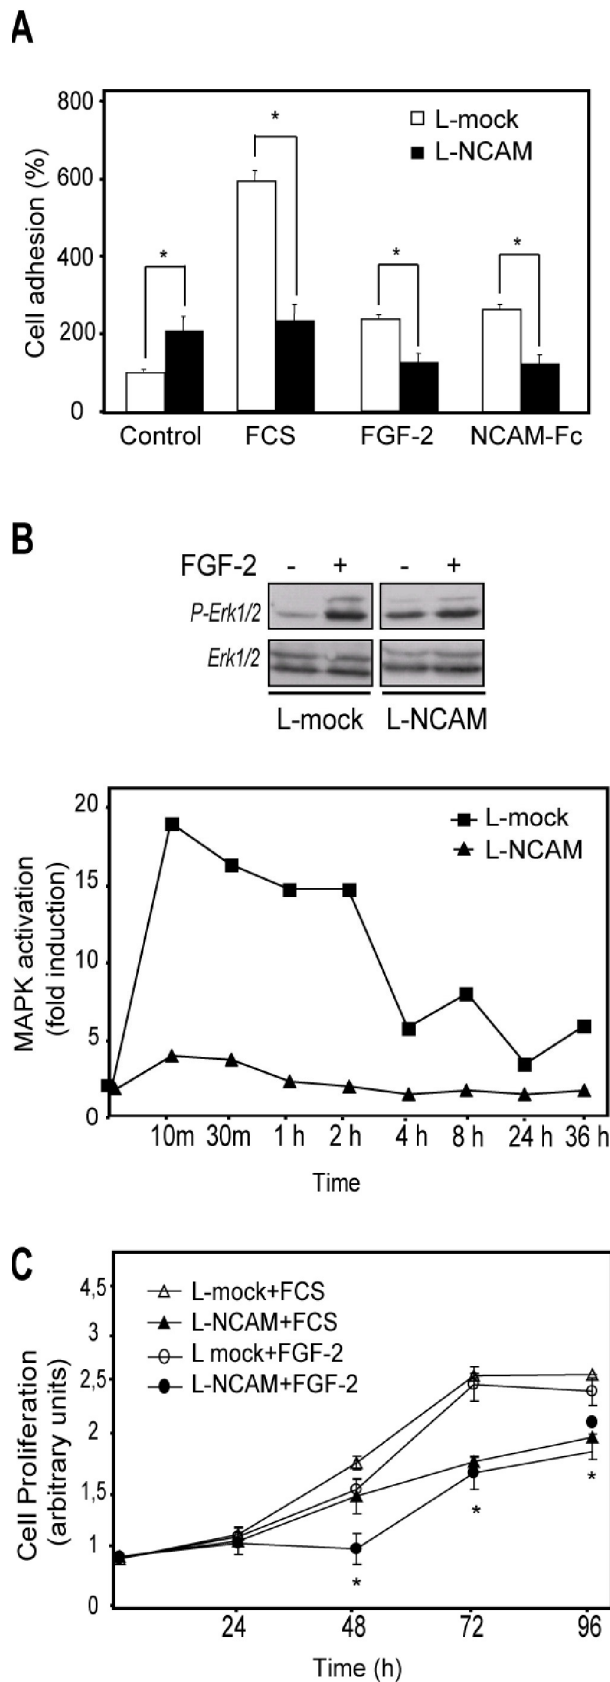 A
800
600
400
200
0
Cell adhesion (%)
L-mock
L-NCAM
*
*
*
*
Control FCS FGF-2 NCAM-Fc
B
FGF-2 - + - +
P-Erk1/2
Erk1/2
L-mock L-NCAM
20
15
10
5
0
MAPK activation
(fold induction)
L-mock
L-NCAM
10m 30m 1 h 2 h 4 h 8 h 24 h 36 h
Time
C
4,5
3
2,5
2
1,5
1
0
Cell Proliferation
(arbitrary units)
L-mock+FCS
L-NCAM+FCS
L mock+FGF-2
L-NCAM+FGF-2
*
*
*
24 48 72 96
Time (h)